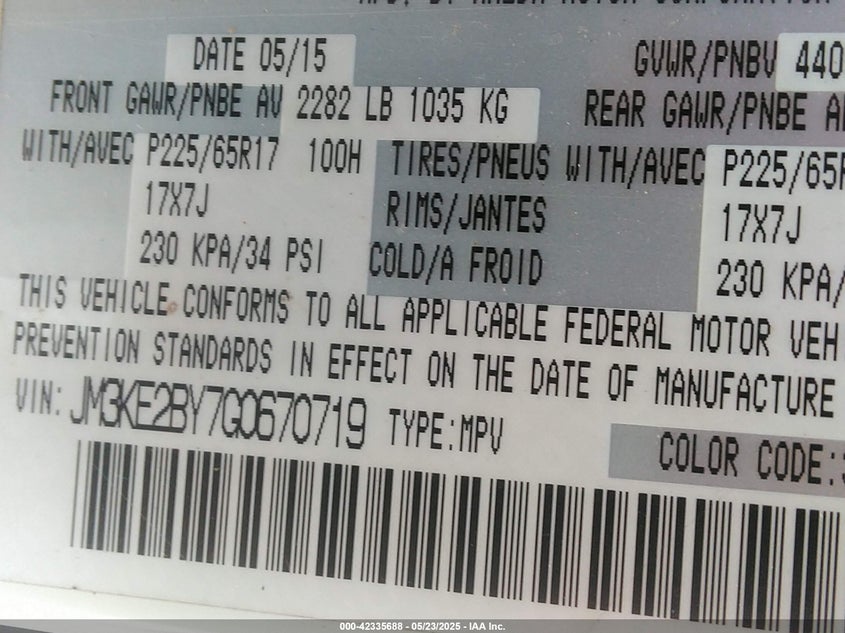 DATE 05/15 GVWR/PNBV 440
FRONT GAWR/PNBE AV 2282 LB 1035 KG REAR GAWR/PNBE
WITH/AVEC P225/65R17 100H TIRES/PNEUS WITH/AVEC P225/65R
17X7J RIMS/JANTES 17X7J
230 KPA/34 PSI COLD/A FROID 230 KPA/
THIS VEHICLE CONFORMS TO ALL APPLICABLE FEDERAL MOTOR VEH
PREVENTION STANDARDS IN EFFECT ON THE DATE OF MANUFACTURE
VIN: JM3KE2BY7G0670719 TYPE:MPV
COLOR CODE:
000-42335688 - 05/23/2025 - IAA Inc.